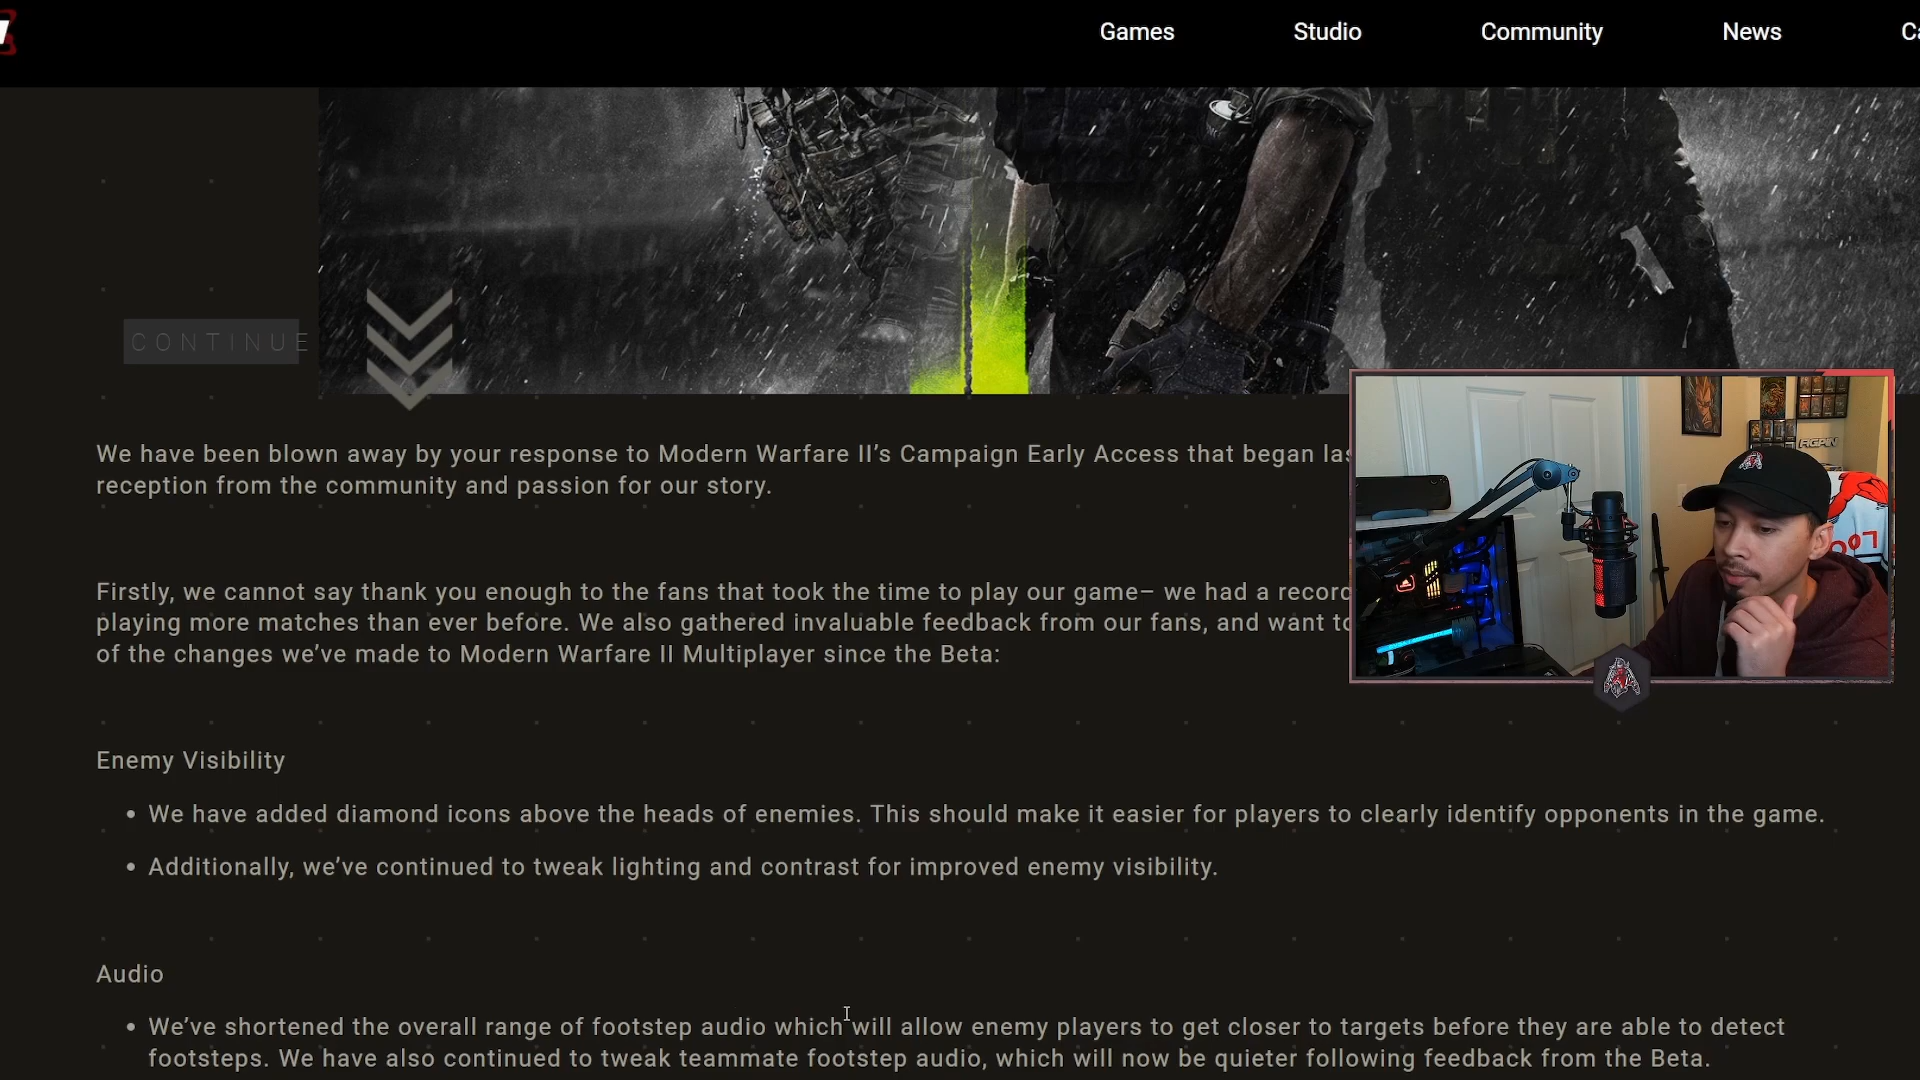 Games Studio Community News
CONTINUE
We have been blown away by your response to Modern Warfare II’s Campaign Early Access that began
reception from the community and passion for our story.
Firstly, we cannot say thank you enough to the fans that took the time to play our game– we had a record
playing more matches than ever before. We also gathered invaluable feedback from our fans, and want to
of the changes we’ve made to Modern Warfare II Multiplayer since the Beta:
Enemy Visibility
• We have added diamond icons above the heads of enemies. This should make it easier for players to clearly identify opponents in the game.
• Additionally, we’ve continued to tweak lighting and contrast for improved enemy visibility.
Audio
• We’ve shortened the overall range of footstep audio which will allow enemy players to get closer to targets before they are able to detect
footsteps. We have also continued to tweak teammate footstep audio, which will now be quieter following feedback from the Beta.